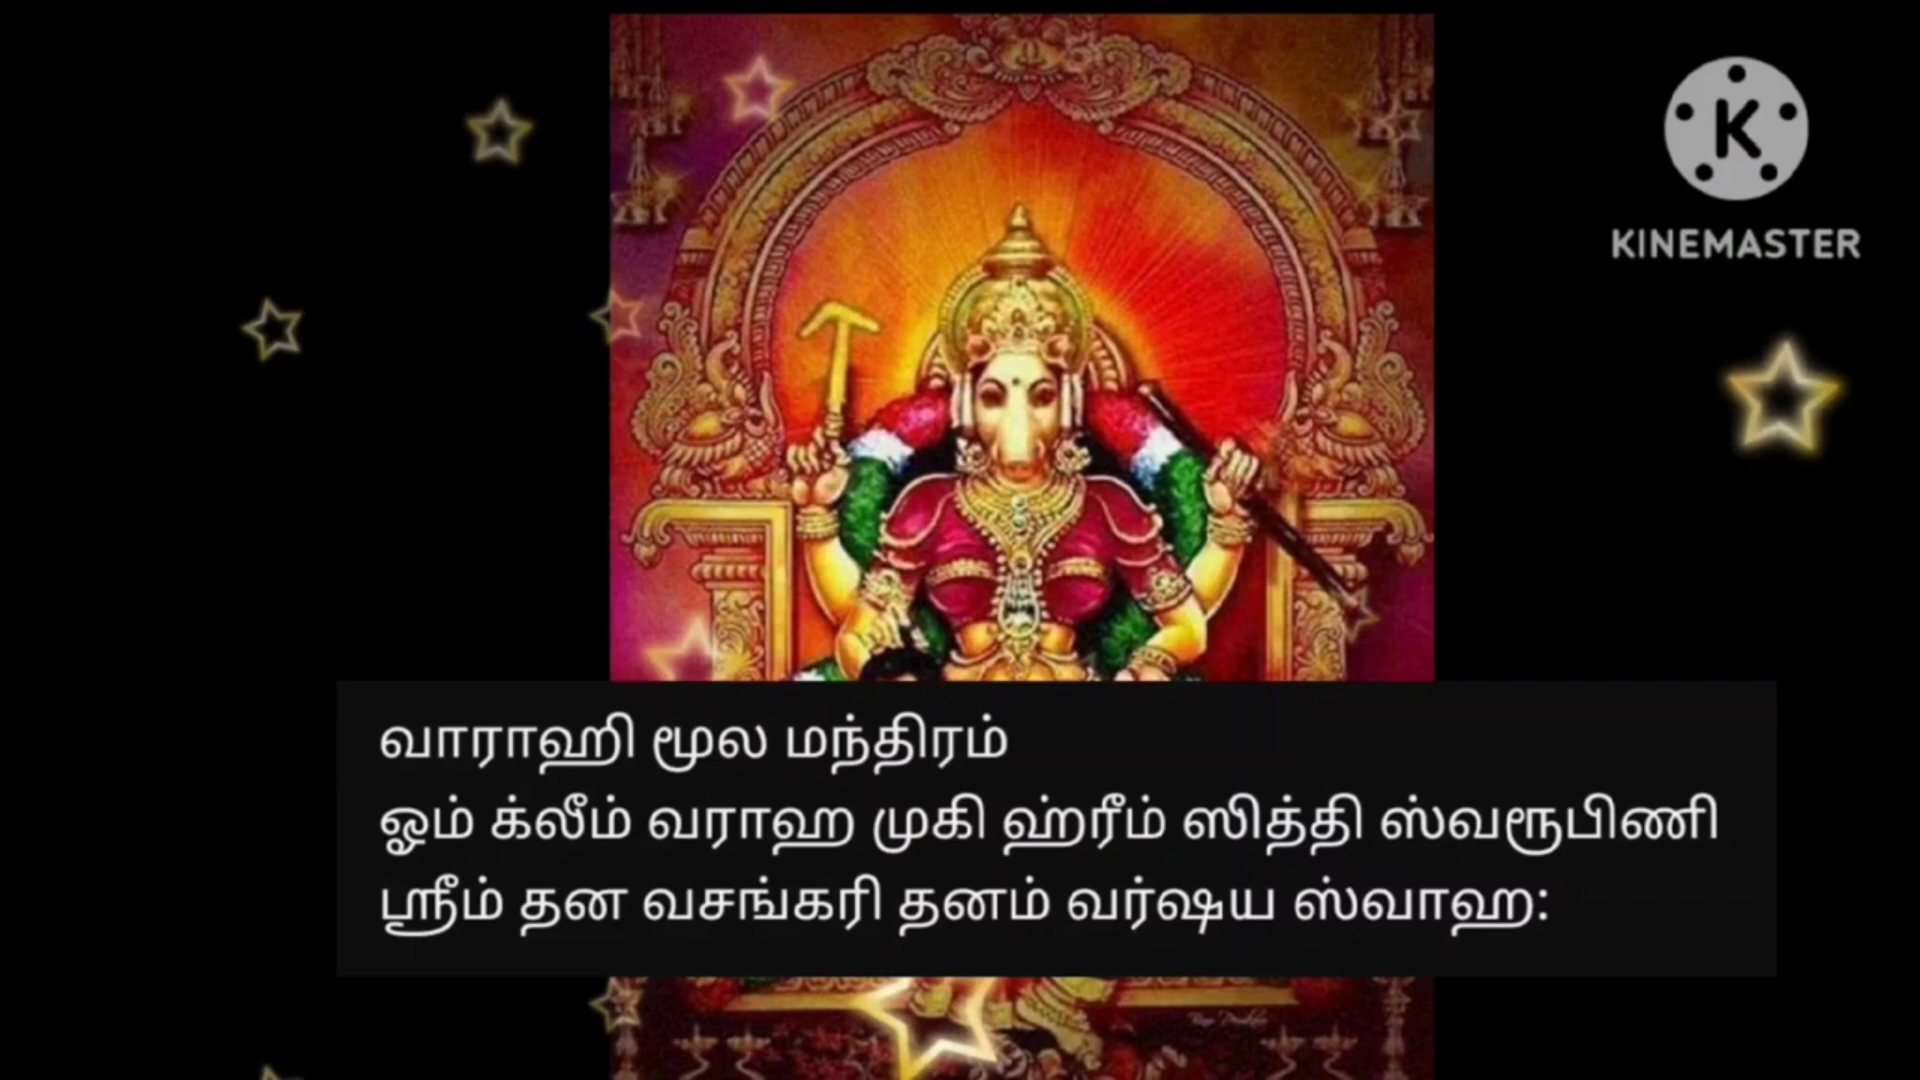 KINEMASTER
வாராஹி மூல மந்திரம்
ஓம் க்லீம் வராஹ முகி ஹ்ரீம் ஸித்தி ஸ்வரூபிணி
ஸ்ரீம் தன வசங்கரி தனம் வர்ஷய ஸ்வாஹ: